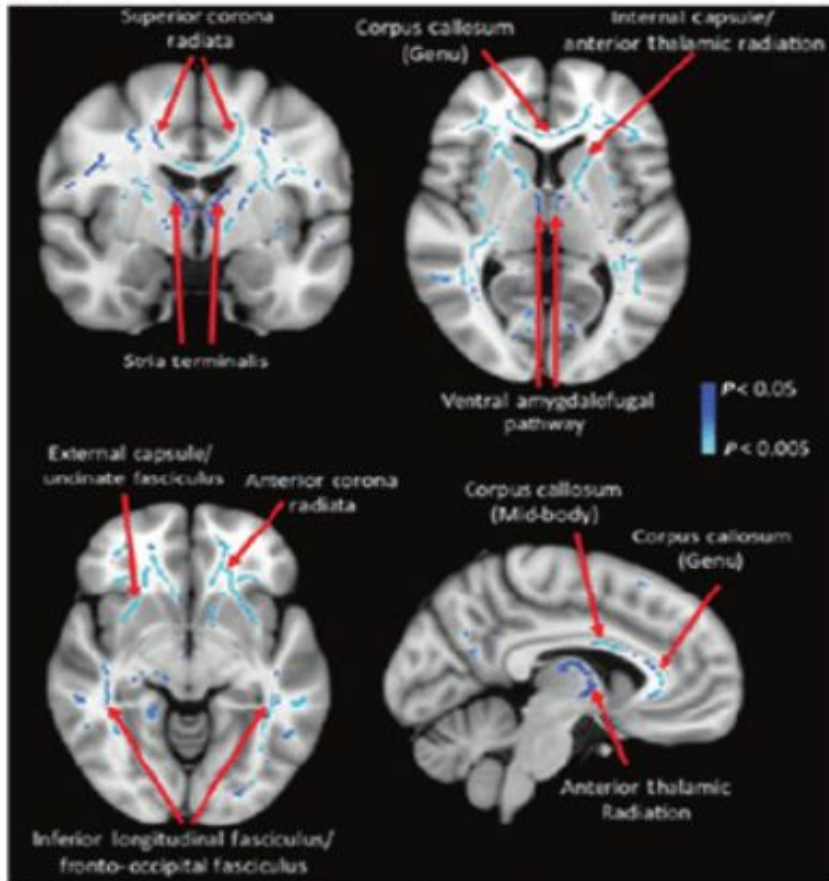 Superior corona
radiata
Corpus callosum
(Genu)
Internal capsule/
anterior thalamic radiation
Stria terminalis
Ventral amygdalofugal
pathway
P< 0.05
P< 0.005
External capsule/
uncinate fasciculus
Anterior corona
radiata
Corpus callosum
(Mid-body)
Corpus callosum
(Genu)
Anterior thalamic
Radiation
Inferior longitudinal fasciculus/
fronto-occipital fasciculus